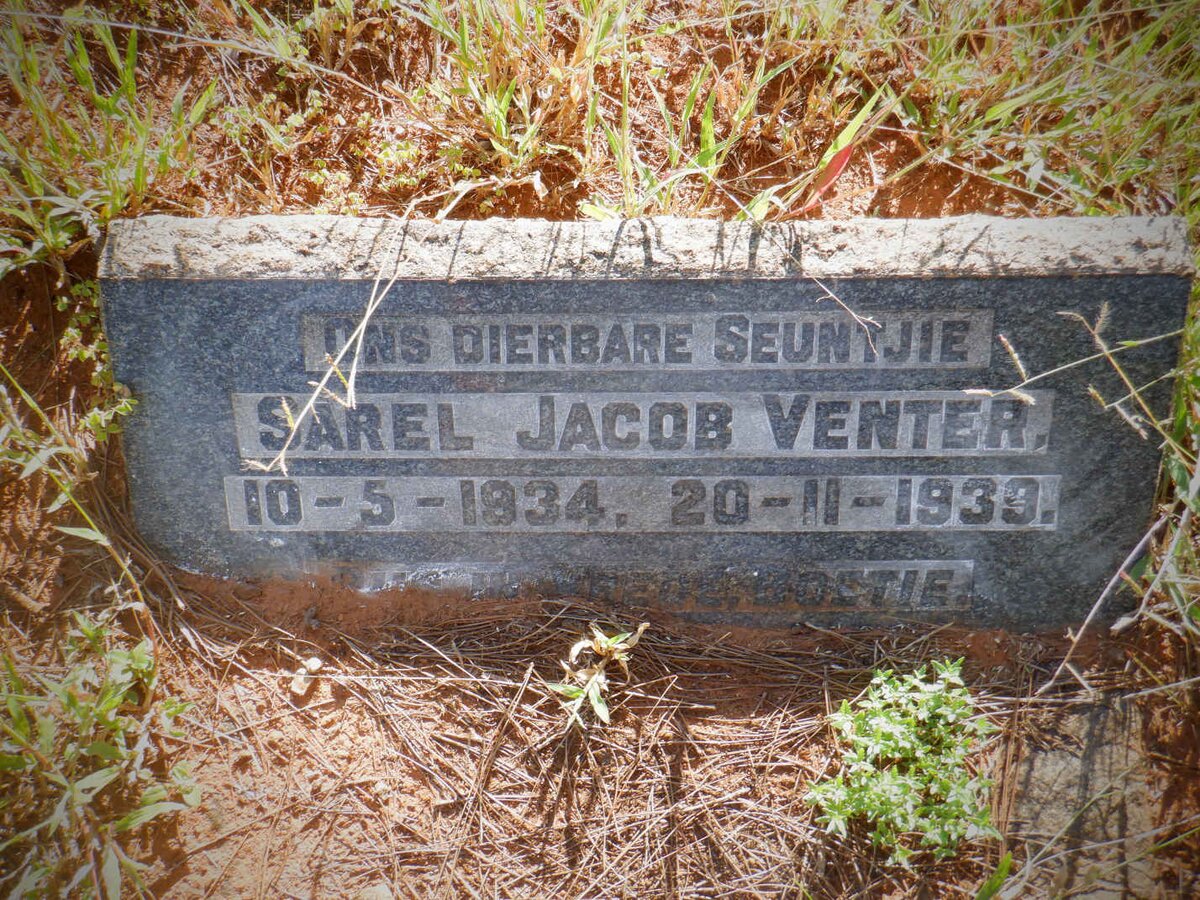 ONS DIERBARE SEUNTJIE
SAREL JACOB VENTER.
10-5-1934. 20-11-1939.